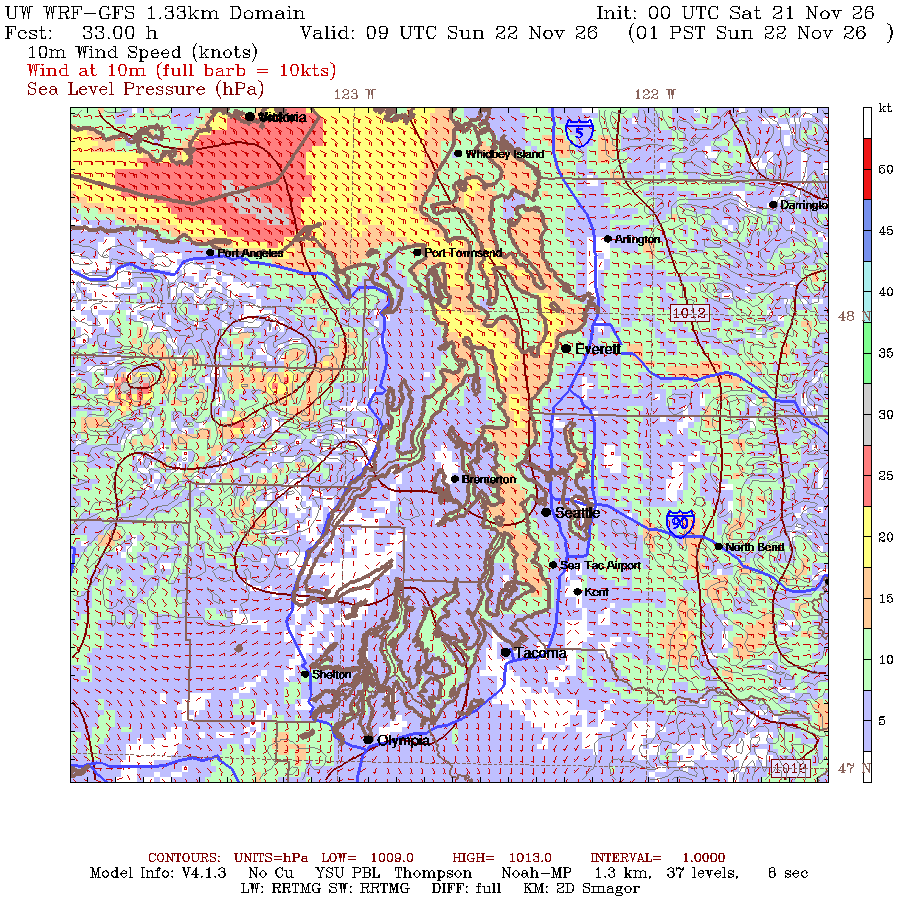 UW WRF-GFS 1.33km Domain Init: 00 UTC Sat 21 Nov 26
Fcst: 33.00 h Valid: 09 UTC Sun 22 Nov 26 (01 PST Sun 22 Nov 26 )
10m Wind Speed (knots)
Wind at 10m (full barb = 10kts)
Sea Level Pressure (hPa)
123 W 122 W
kt
Victoria
5
Whidbey Island
60
Darringto
45
Arlington
Port Angeles Port Townsend
40
1012
48 N
Everett
35
30
Bremerton
25
Seattle
90
20
North Bend
Sea Tac Airport
Kent
15
Tacoma
10
Shelton
5
Olympia
1013
47 N
CONTOURS: UNITS=hPa LOW= 1009.0 HIGH= 1013.0 INTERVAL= 1.0000
Model Info: V4.1.3 No Cu YSU PBL Thompson Noah-MP 1.3 km, 37 levels, 8 sec
LW: RRTMG SW: RRTMG DIFF: full KM: 2D Smagor